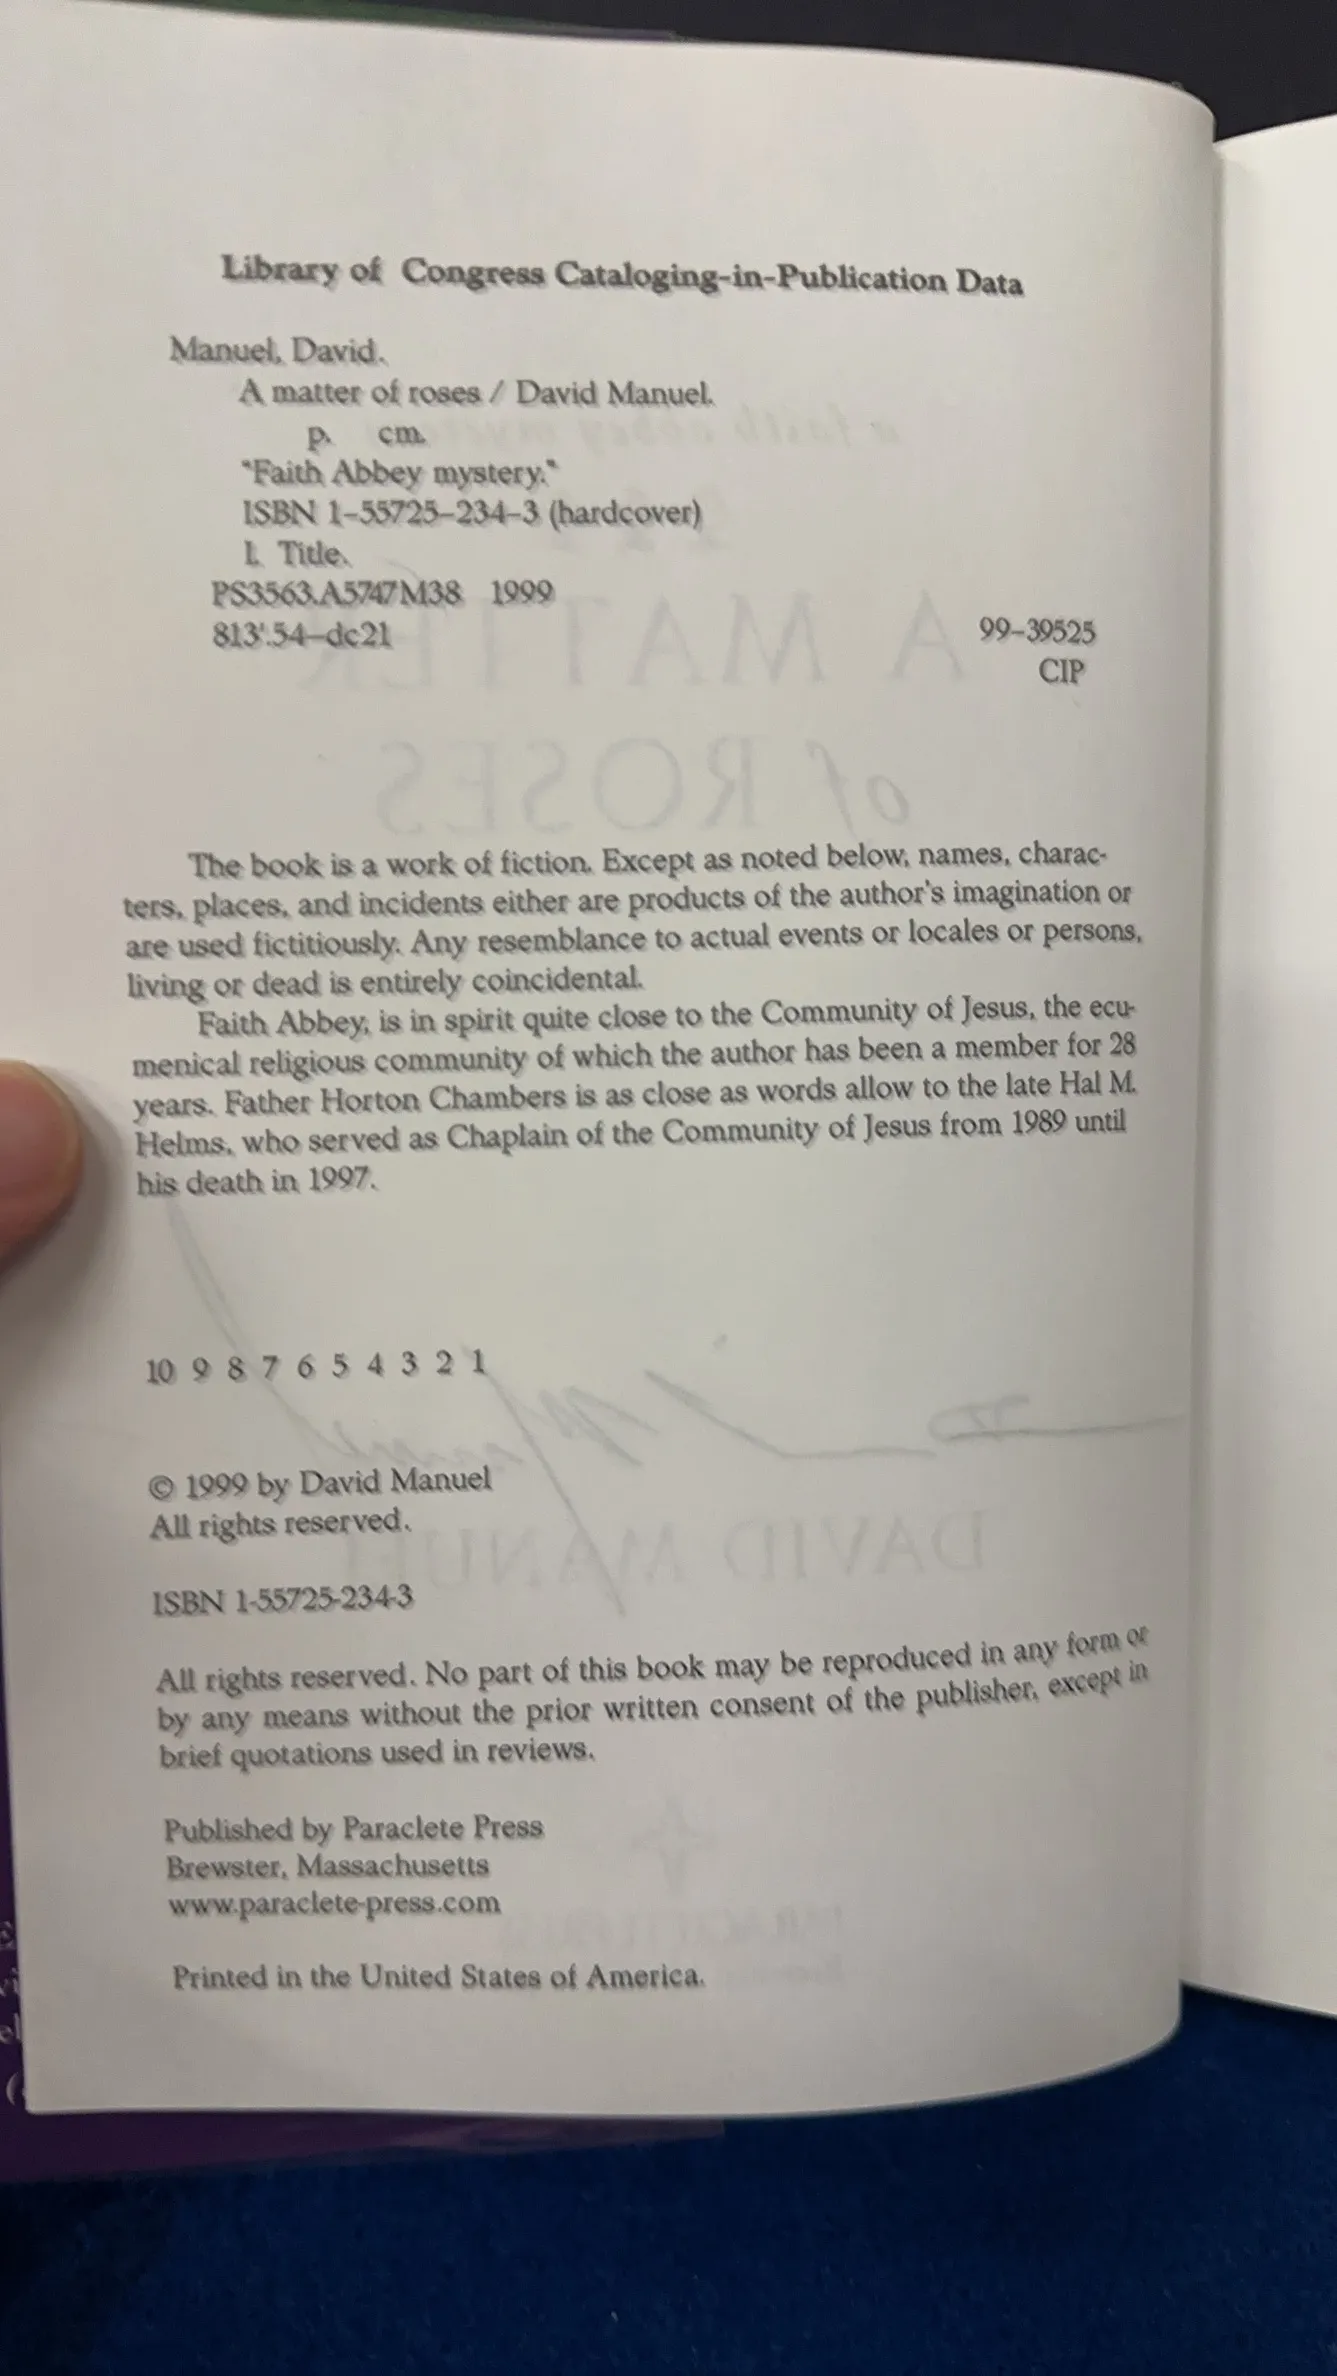 Library of Congress Cataloging-in-Publication Data
Manuel, David.
A matter of roses / David Manuel.
p. cm.
"Faith Abbey mystery."
ISBN 1-55725-234-3 (hardcover)
I. Title.
PS3563.A5747M38 1999
813'.54-dc21
99-39525
CIP
The book is a work of fiction. Except as noted below, names, charac-
ters, places, and incidents either are products of the author's imagination or
are used fictitiously. Any resemblance to actual events or locales or persons,
living or dead is entirely coincidental.
Faith Abbey, is in spirit quite close to the Community of Jesus, the ecu-
menical religious community of which the author has been a member for 28
years. Father Horton Chambers is as close as words allow to the late Hal M.
Helms, who served as Chaplain of the Community of Jesus from 1989 until
his death in 1997.
10 9 8 7 6 5 4 3 2 1
© 1999 by David Manuel
All rights reserved.
ISBN 1-55725-234-3
All rights reserved. No part of this book may be reproduced in any form or
by any means without the prior written consent of the publisher, except in
brief quotations used in reviews.
Published by Paraclete Press
Brewster, Massachusetts
www.paraclete-press.com
Printed in the United States of America.